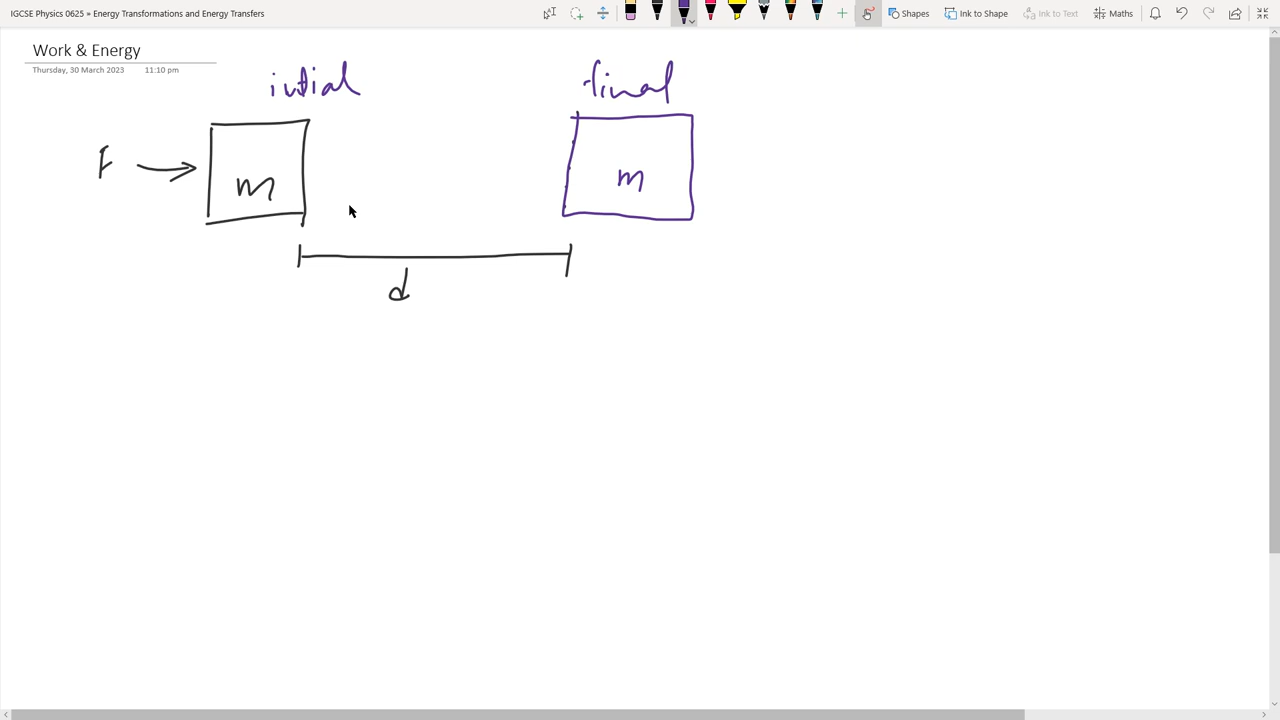 IGCSE Physics 0625 - Energy Transformations and Energy Transfers
Shapes
Ink to Shape
Ink to Text
Maths
Work & Energy
Thursday, 30 March 2023 11:10 pm
intial
final
F
m
m
d